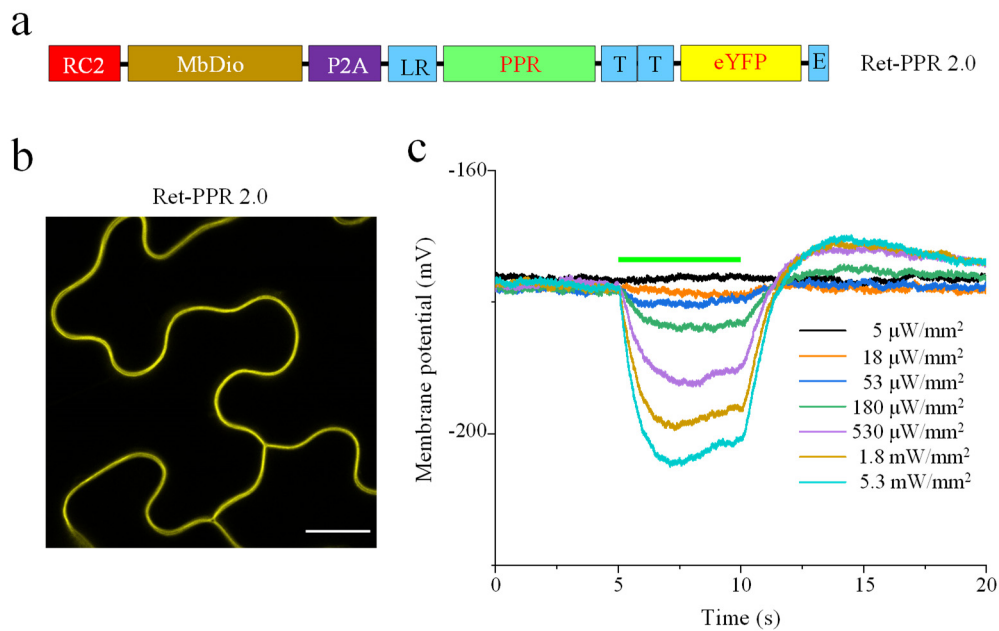 a
RC2 MbDio P2A LR PPR T T eYFP E Ret-PPR 2.0
b
Ret-PPR 2.0
c
-160
-200
Membrane potential (mV)
5 µW/mm²
18 µW/mm²
53 µW/mm²
180 µW/mm²
530 µW/mm²
1.8 mW/mm²
5.3 mW/mm²
0 5 10 15 20
Time (s)